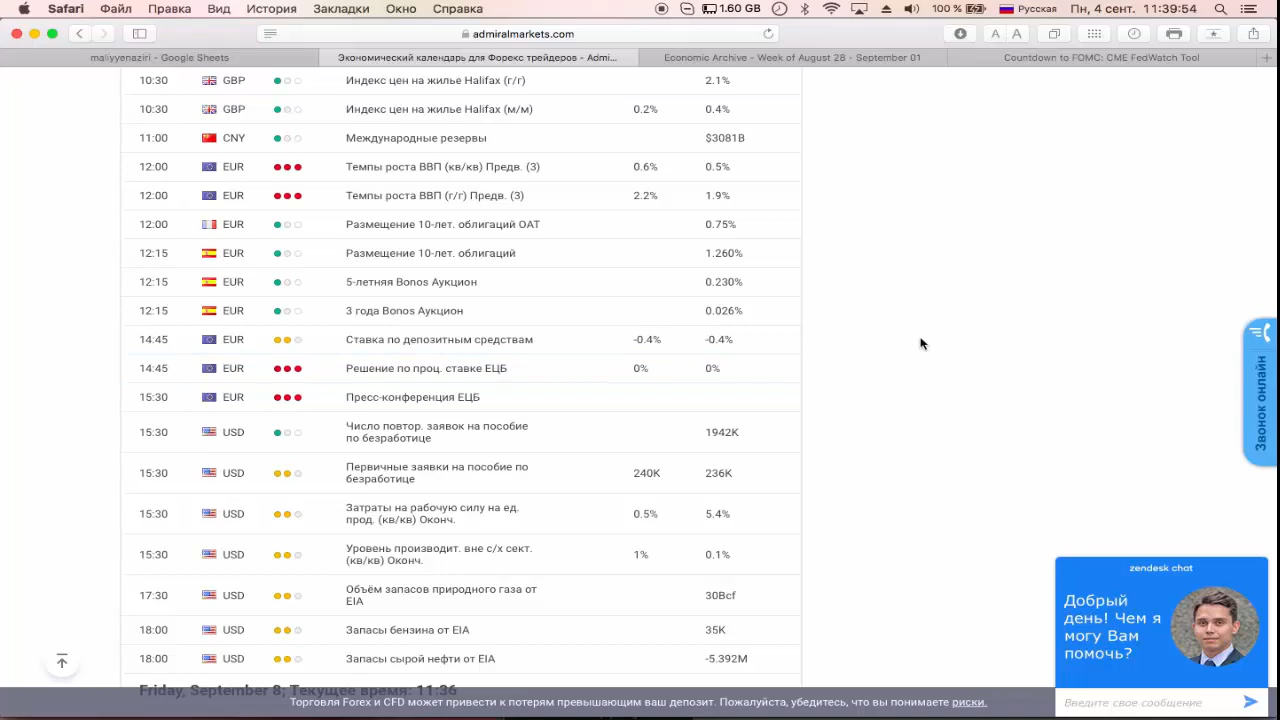 Safari Файл Правка Вид История Закладки Окно Справка 1.60 GB 100 % Русская Пн, 4 сент. 11:39:54
admiralmarkets.com
maliyyenaziri - Google Sheets Экономический календарь для Форекс трейдеров - Admi... Economic Archive - Week of August 28 - September 01 Countdown to FOMC: CME FedWatch Tool
10:30 GBP Индекс цен на жилье Halifax (г/г) 2.1%
10:30 GBP Индекс цен на жилье Halifax (м/м) 0.2% 0.4%
11:00 CNY Международные резервы $3081B
12:00 EUR Темпы роста ВВП (кв/кв) Предв. (3) 0.6% 0.5%
12:00 EUR Темпы роста ВВП (г/г) Предв. (3) 2.2% 1.9%
12:00 EUR Размещение 10-лет. облигаций ОАТ 0.75%
12:15 EUR Размещение 10-лет. облигаций 1.260%
12:15 EUR 5-летняя Bonos Аукцион 0.230%
12:15 EUR 3 года Bonos Аукцион 0.026%
14:45 EUR Ставка по депозитным средствам -0.4% -0.4%
14:45 EUR Решение по проц. ставке ЕЦБ 0% 0%
15:30 EUR Пресс-конференция ЕЦБ
15:30 USD Число повтор. заявок на пособие
по безработице 1942K
15:30 USD Первичные заявки на пособие по
безработице 240K 236K
15:30 USD Затраты на рабочую силу на ед.
прод. (кв/кв) Оконч. 0.5% 5.4%
15:30 USD Уровень производит. вне с/х сект.
(кв/кв) Оконч. 1% 0.1%
17:30 USD Объём запасов природного газа от
EIA 30Bcf
18:00 USD Запасы бензина от EIA 35K
18:00 USD Запасы сырой нефти от EIA -5.392M
Friday, September 8; Текущее время: 11:36
Торговля Forex и CFD может привести к потерям превышающим ваш депозит. Пожалуйста, убедитесь, что вы понимаете риски.
Звонок онлайн
zendesk chat
Добрый
день! Чем я
могу Вам
помочь?
Введите свое сообщение